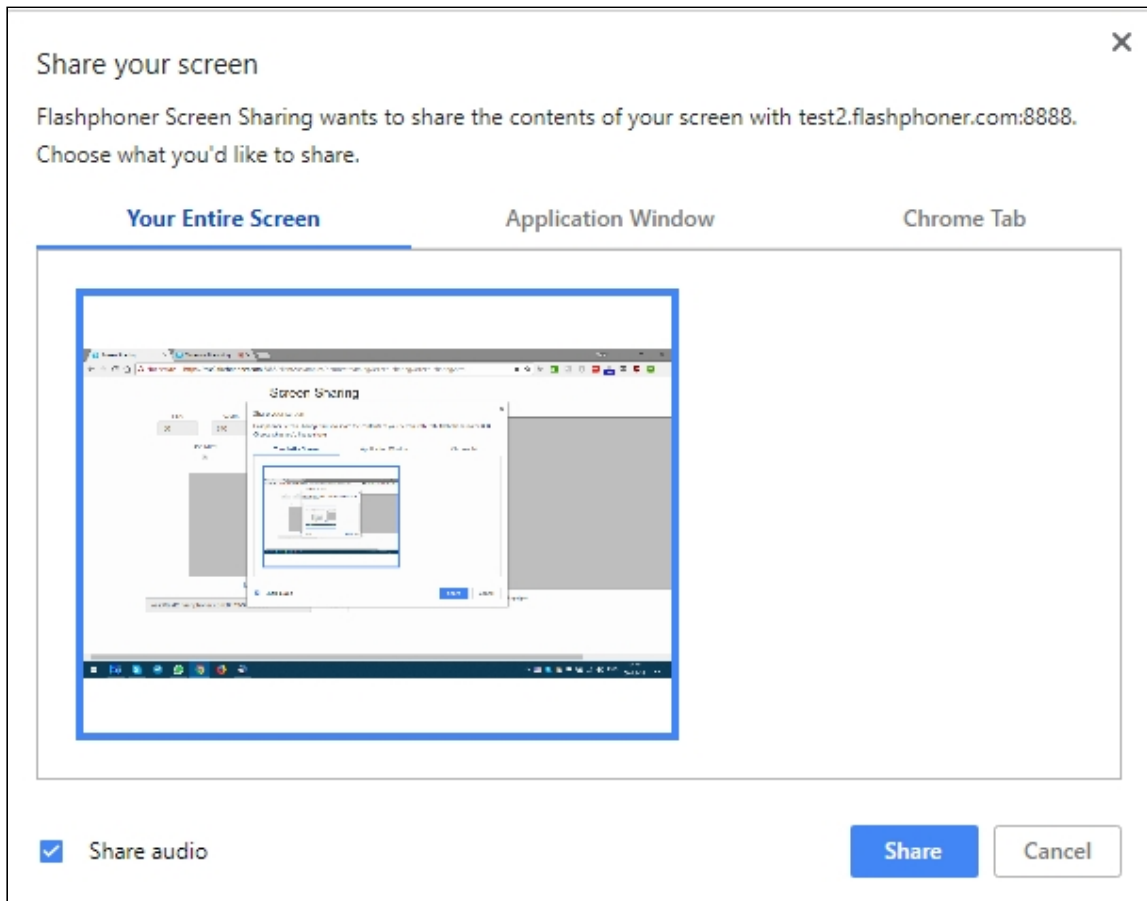 Share your screen
Flashphoner Screen Sharing wants to share the contents of your screen with test2.flashphoner.com:8888.
Choose what you'd like to share.
Your Entire Screen
Application Window
Chrome Tab
Screen Sharing
Share audio
Share
Cancel